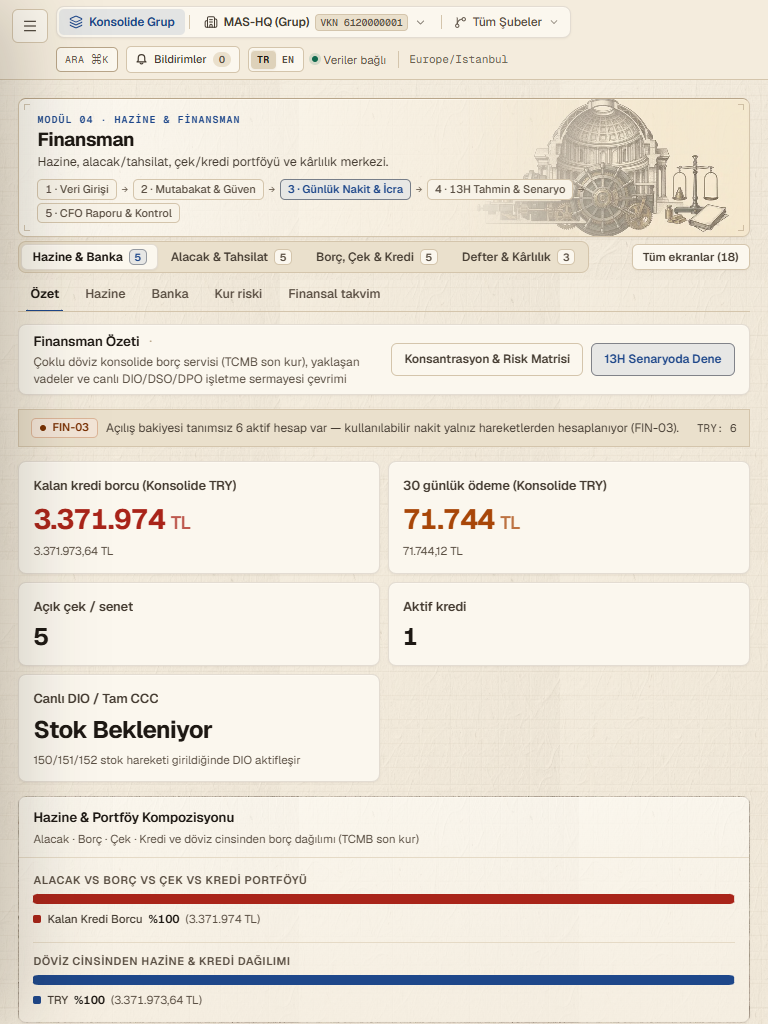 Konsolide Grup MAS-HQ (Grup) VKN 6120000001 Tüm Şubeler
ARA ⌘K Bildirimler 0 TR EN Veriler bağlı Europe/Istanbul
MODÜL 04 · HAZİNE & FİNANSMAN
Finansman
Hazine, alacak/tahsilat, çek/kredi portföyü ve kârlılık merkezi.
1 · Veri Girişi → 2 · Mutabakat & Güven → 3 · Günlük Nakit & İcra → 4 · 13H Tahmin & Senaryo →
5 · CFO Raporu & Kontrol
Hazine & Banka 5 Alacak & Tahsilat 5 Borç, Çek & Kredi 5 Defter & Kârlılık 3 Tüm ekranlar (18)
Özet Hazine Banka Kur riski Finansal takvim
Finansman Özeti ·
Çoklu döviz konsolide borç servisi (TCMB son kur), yaklaşan
vadeler ve canlı DIO/DSO/DPO işletme sermayesi çevrimi
Konsantrasyon & Risk Matrisi 13H Senaryoda Dene
FIN-03 Açılış bakiyesi tanımsız 6 aktif hesap var — kullanılabilir nakit yalnız hareketlerden hesaplanıyor (FIN-03). TRY: 6
Kalan kredi borcu (Konsolide TRY)
3.371.974 TL
3.371.973,64 TL
30 günlük ödeme (Konsolide TRY)
71.744 TL
71.744,12 TL
Açık çek / senet
5
Aktif kredi
1
Canlı DIO / Tam CCC
Stok Bekleniyor
150/151/152 stok hareketi girildiğinde DIO aktifleşir
Hazine & Portföy Kompozisyonu
Alacak · Borç · Çek · Kredi ve döviz cinsinden borç dağılımı (TCMB son kur)
ALACAK VS BORÇ VS ÇEK VS KREDİ PORTFÖYÜ
Kalan Kredi Borcu %100 (3.371.974 TL)
DÖVİZ CİNSİNDEN HAZİNE & KREDİ DAĞILIMI
TRY %100 (3.371.973,64 TL)